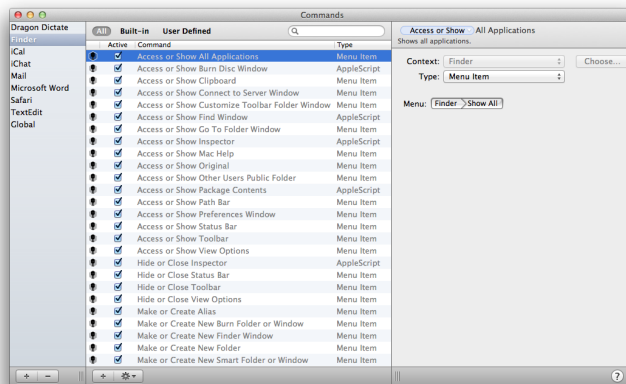 Commands
Dragon Dictate
Finder
iCal
iChat
Mail
Microsoft Word
Safari
TextEdit
Global
All Built-in User Defined
Active Command Type
Access or Show All Applications Menu Item
Access or Show Burn Disc Window AppleScript
Access or Show Clipboard Menu Item
Access or Show Connect to Server Window Menu Item
Access or Show Customize Toolbar Folder Window Menu Item
Access or Show Find Window AppleScript
Access or Show Go To Folder Window Menu Item
Access or Show Inspector AppleScript
Access or Show Mac Help Menu Item
Access or Show Original Menu Item
Access or Show Other Users Public Folder Menu Item
Access or Show Package Contents AppleScript
Access or Show Path Bar Menu Item
Access or Show Preferences Window Menu Item
Access or Show Status Bar Menu Item
Access or Show Toolbar Menu Item
Access or Show View Options Menu Item
Hide or Close Inspector AppleScript
Hide or Close Status Bar Menu Item
Hide or Close Toolbar Menu Item
Hide or Close View Options Menu Item
Make or Create Alias Menu Item
Make or Create New Burn Folder or Window Menu Item
Make or Create New Finder Window Menu Item
Make or Create New Folder Menu Item
Make or Create New Smart Folder or Window Menu Item
Access or Show All Applications
Shows all applications.
Context: Finder Choose...
Type: Menu Item
Menu: Finder Show All
+ − + ?